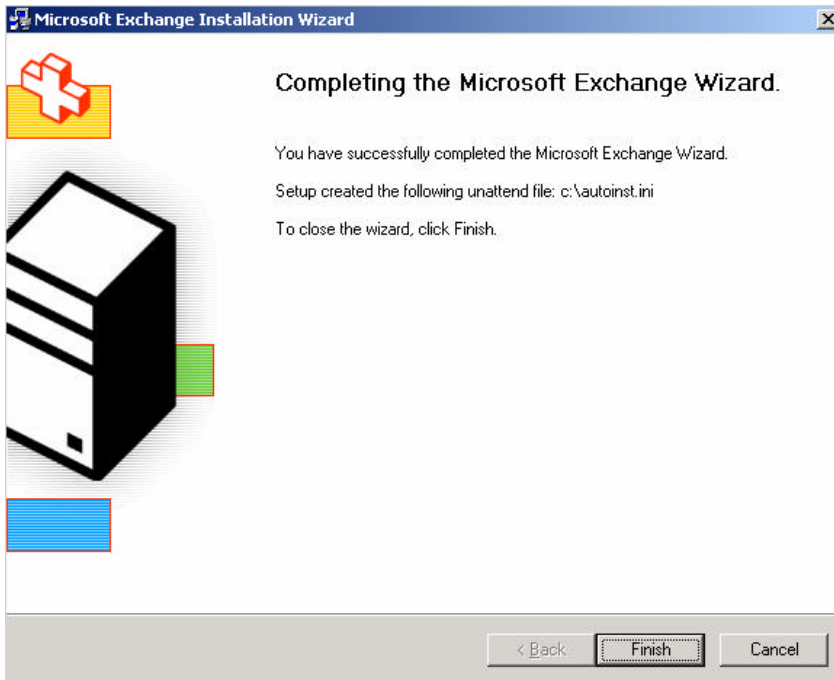 Microsoft Exchange Installation Wizard
Completing the Microsoft Exchange Wizard.
You have successfully completed the Microsoft Exchange Wizard.
Setup created the following unattend file: c:\autoinst.ini
To close the wizard, click Finish.
< Back Finish Cancel